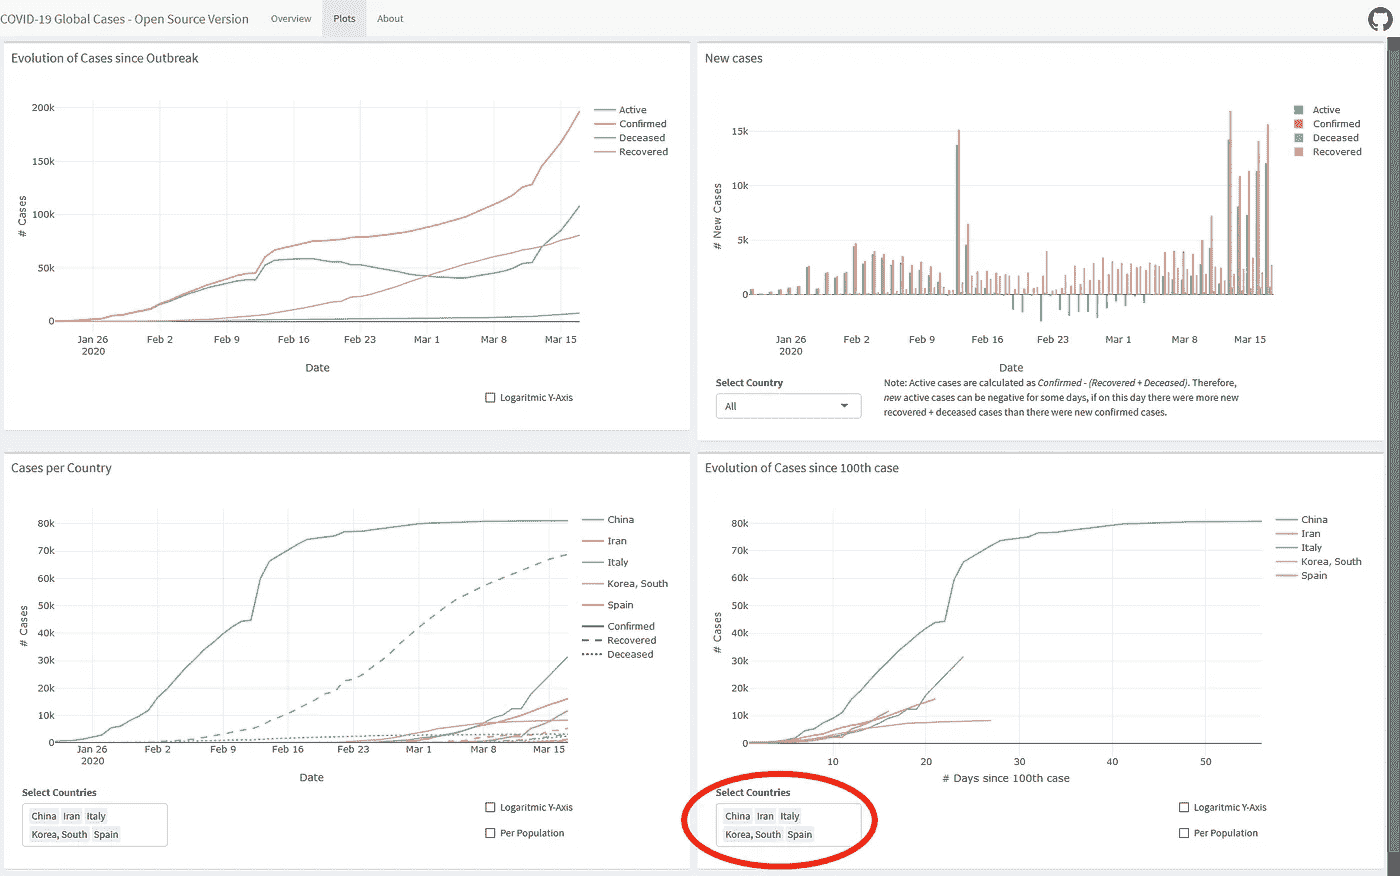 COVID-19 Global Cases - Open Source Version
Overview
Plots
About
Evolution of Cases since Outbreak
200k
150k
100k
50k
0
# Cases
Jan 26
2020
Feb 2
Feb 9
Feb 16
Feb 23
Mar 1
Mar 8
Mar 15
Date
Active
Confirmed
Deceased
Recovered
Logaritmic Y-Axis
New cases
15k
10k
5k
0
# New Cases
Jan 26
2020
Feb 2
Feb 9
Feb 16
Feb 23
Mar 1
Mar 8
Mar 15
Date
Active
Confirmed
Deceased
Recovered
Select Country
All
Note: Active cases are calculated as Confirmed - (Recovered + Deceased). Therefore,
new active cases can be negative for some days, if on this day there were more new
recovered + deceased cases than there were new confirmed cases.
Cases per Country
80k
70k
60k
50k
40k
30k
20k
10k
0
# Cases
Jan 26
2020
Feb 2
Feb 9
Feb 16
Feb 23
Mar 1
Mar 8
Mar 15
Date
China
Iran
Italy
Korea, South
Spain
Confirmed
Recovered
Deceased
Select Countries
China Iran Italy
Korea, South Spain
Logaritmic Y-Axis
Per Population
Evolution of Cases since 100th case
80k
70k
60k
50k
40k
30k
20k
10k
0
# Cases
10
20
30
40
50
# Days since 100th case
China
Iran
Italy
Korea, South
Spain
Select Countries
China Iran Italy
Korea, South Spain
Logaritmic Y-Axis
Per Population